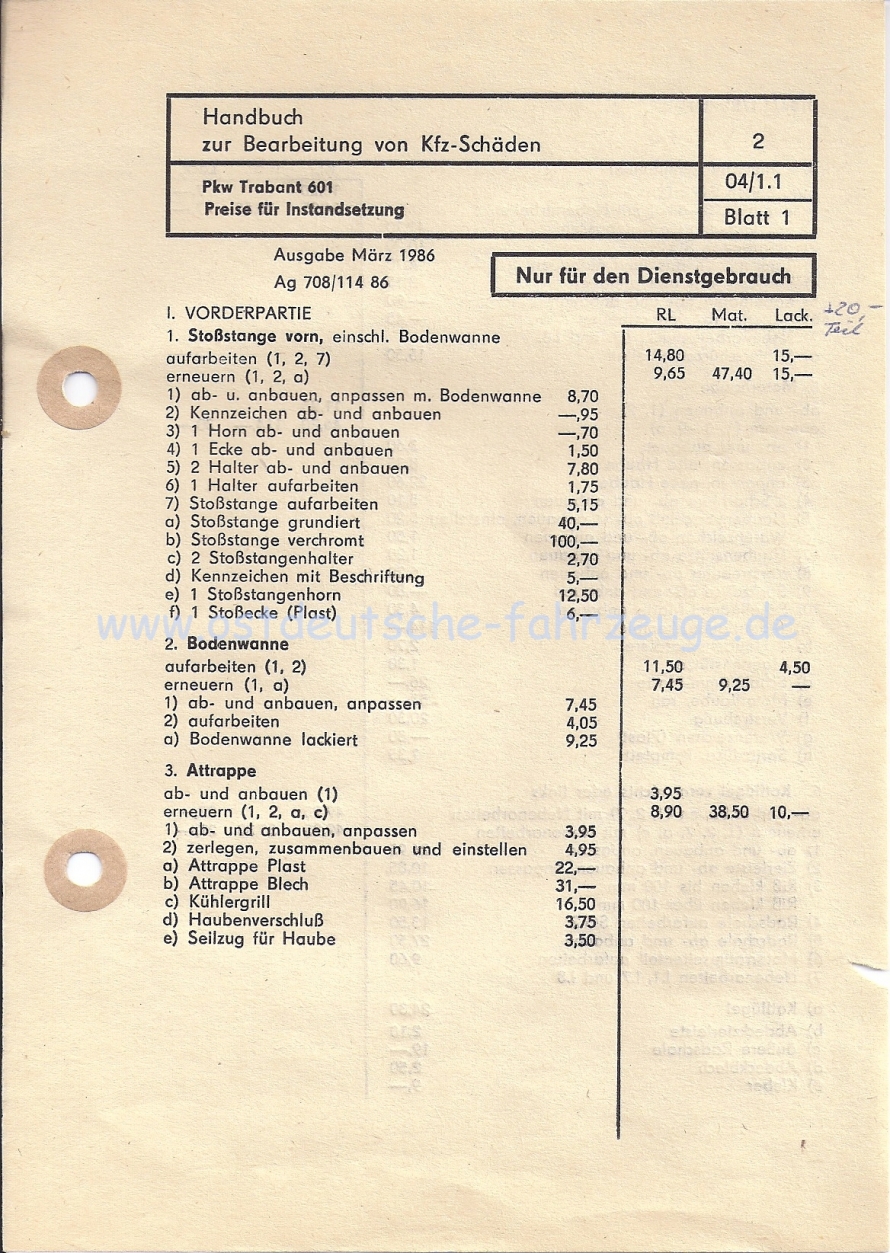 Handbuch
zur Bearbeitung von Kfz-Schäden
2
Pkw Trabant 601
Preise für Instandsetzung
04/1.1
Blatt 1
Ausgabe März 1986
Ag 708/114 86
Nur für den Dienstgebrauch
I. VORDERPARTIE RL Mat. Lack. +20,—
Teil
1. Stoßstange vorn, einschl. Bodenwanne
aufarbeiten (1, 2, 7) 14,80 15,—
erneuern (1, 2, a) 9,65 47,40 15,—
1) ab- u. anbauen, anpassen m. Bodenwanne 8,70
2) Kennzeichen ab- und anbauen —,95
3) 1 Horn ab- und anbauen —,70
4) 1 Ecke ab- und anbauen 1,50
5) 2 Halter ab- und anbauen 7,80
6) 1 Halter aufarbeiten 1,75
7) Stoßstange aufarbeiten 5,15
a) Stoßstange grundiert 40,—
b) Stoßstange verchromt 100,—
c) 2 Stoßstangenhalter 2,70
d) Kennzeichen mit Beschriftung 5,—
e) 1 Stoßstangenhorn 12,50
f) 1 Stoßecke (Plast) 6,—
www.ostdeutsche-fahrzeuge.de
2. Bodenwanne
aufarbeiten (1, 2) 11,50 4,50
erneuern (1, a) 7,45 9,25 —
1) ab- und anbauen, anpassen 7,45
2) aufarbeiten 4,05
a) Bodenwanne lackiert 9,25
3. Attrappe
ab- und anbauen (1) 3,95
erneuern (1, 2, a, c) 8,90 38,50 10,—
1) ab- und anbauen, anpassen 3,95
2) zerlegen, zusammenbauen und einstellen 4,95
a) Attrappe Plast 22,—
b) Attrappe Blech 31,—
c) Kühlergrill 16,50
d) Haubenverschluß 3,75
e) Seilzug für Haube 3,50